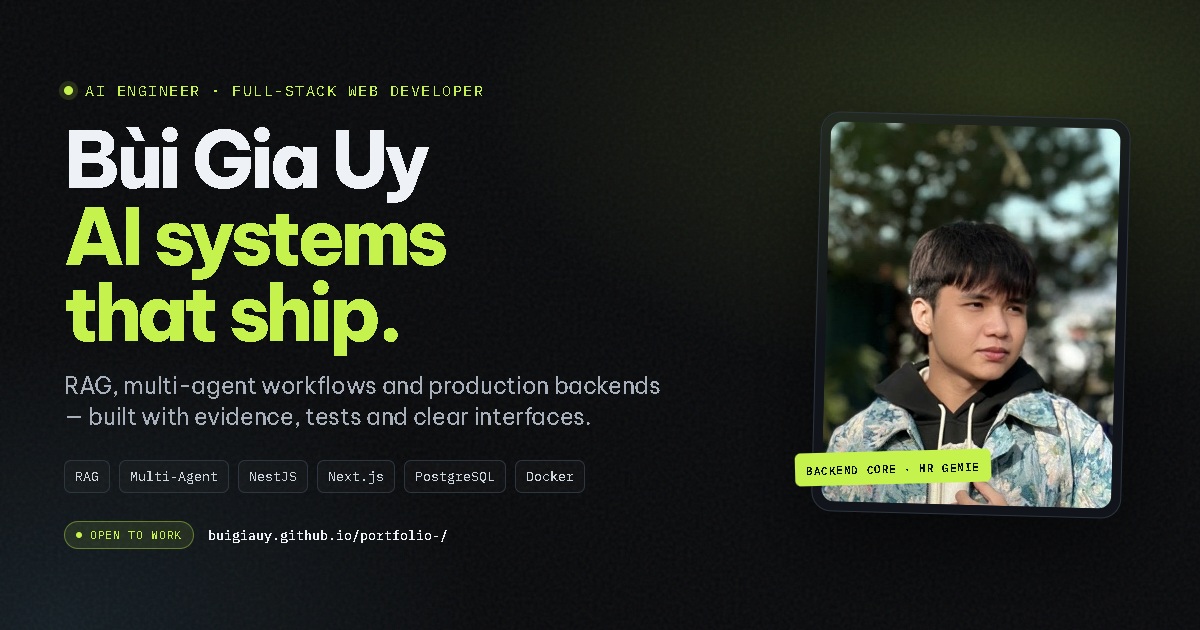 AI ENGINEER · FULL-STACK WEB DEVELOPER
Bùi Gia Uy
AI systems
that ship.
RAG, multi-agent workflows and production backends
— built with evidence, tests and clear interfaces.
RAG Multi-Agent NestJS Next.js PostgreSQL Docker
OPEN TO WORK buigiauy.github.io/portfolio-/
BACKEND CORE · HR GENIE